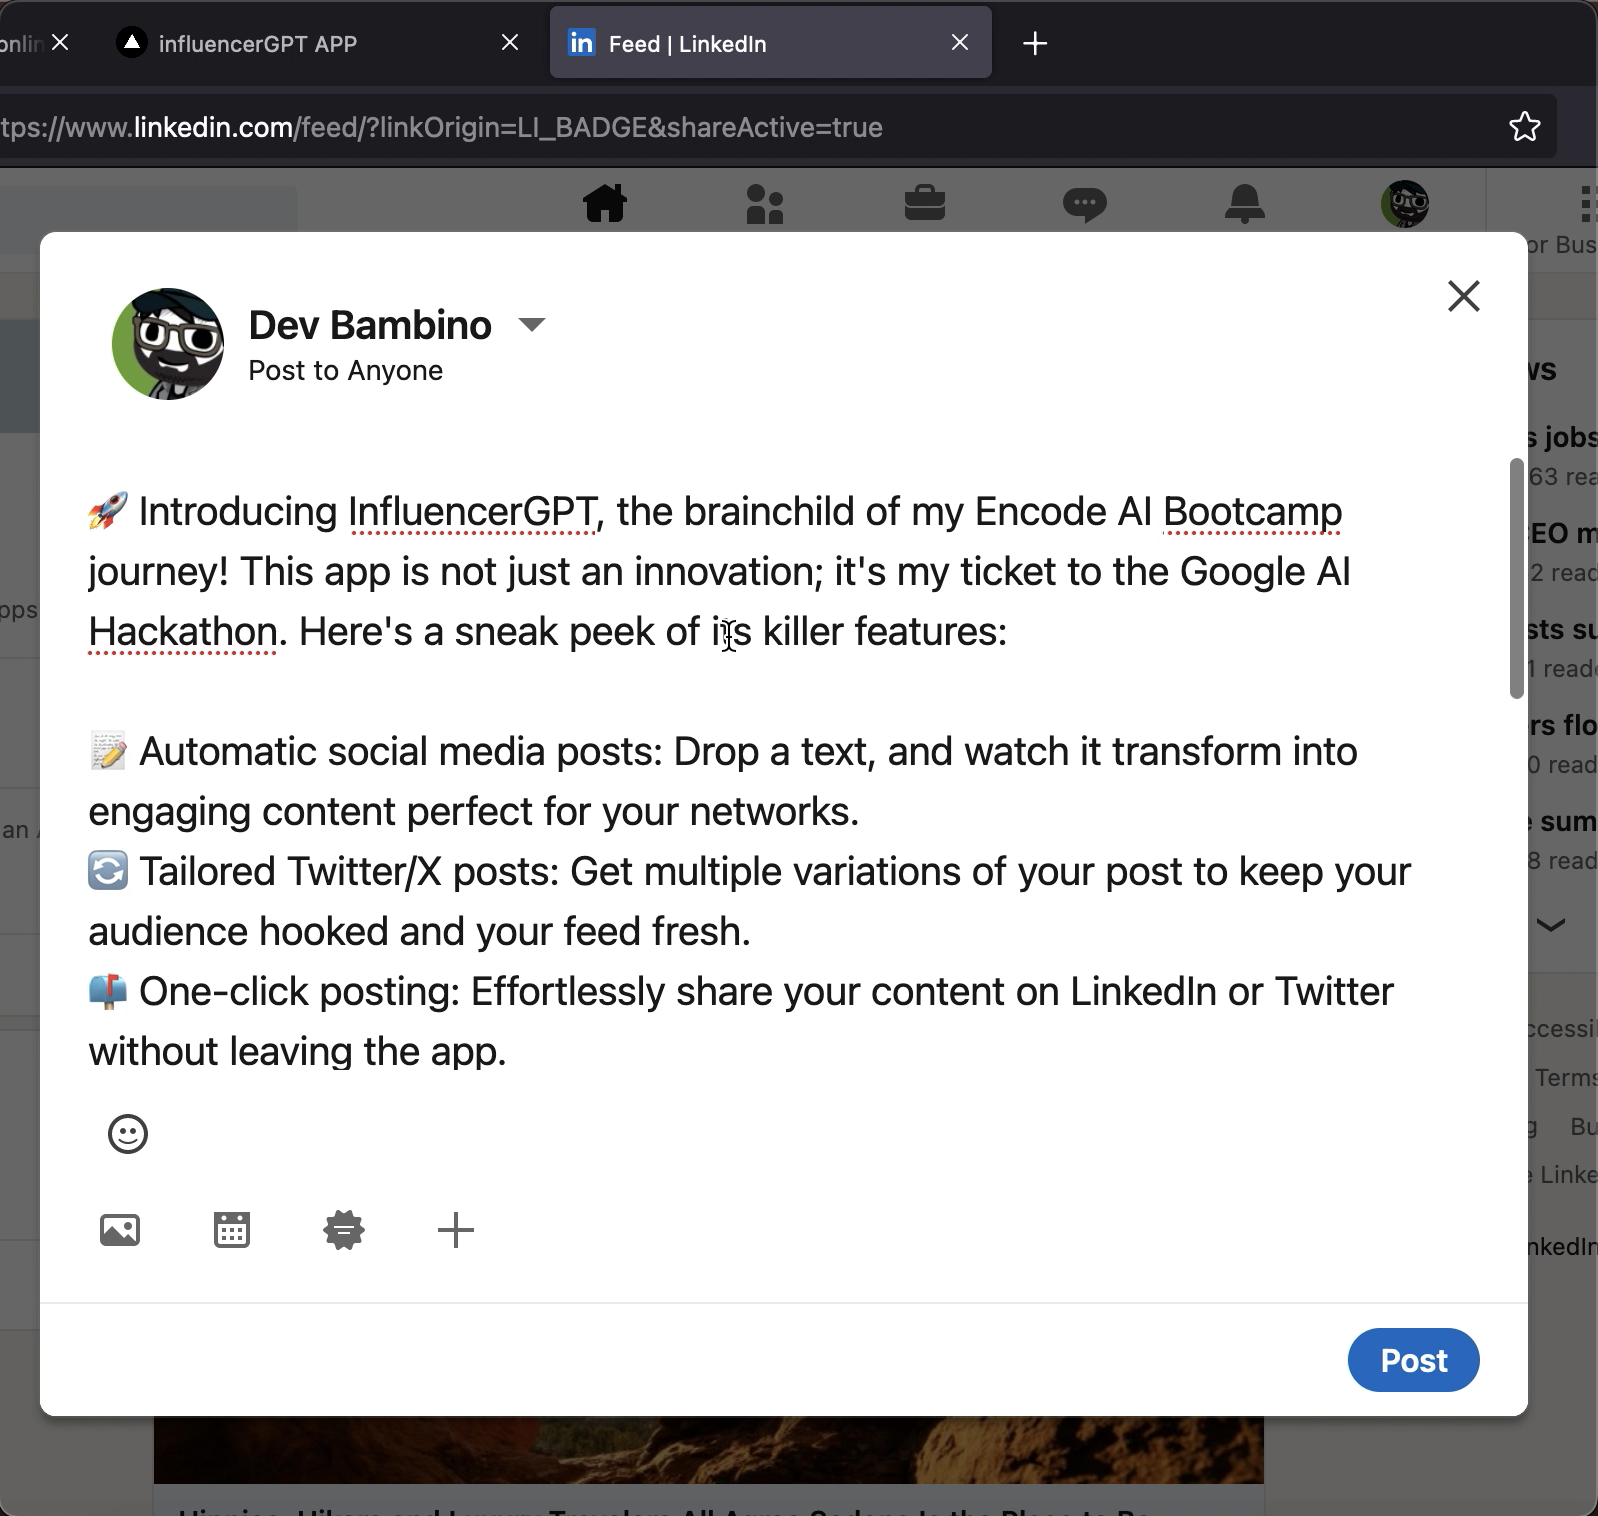 influencerGPT APP
Feed | LinkedIn
tps://www.linkedin.com/feed/?linkOrigin=LI_BADGE&shareActive=true
or Bus
Dev Bambino
Post to Anyone
🚀 Introducing InfluencerGPT, the brainchild of my Encode AI Bootcamp
journey! This app is not just an innovation; it's my ticket to the Google AI
Hackathon. Here's a sneak peek of its killer features:
📝 Automatic social media posts: Drop a text, and watch it transform into
engaging content perfect for your networks.
🔄 Tailored Twitter/X posts: Get multiple variations of your post to keep your
audience hooked and your feed fresh.
📬 One-click posting: Effortlessly share your content on LinkedIn or Twitter
without leaving the app.
Post
ws
s jobs
63 rea
EO m
2 read
sts su
1 reade
rs flo
0 read
sum
8 read
ccessil
Terms
g Bu
e Linke
nkedIn
pps
an